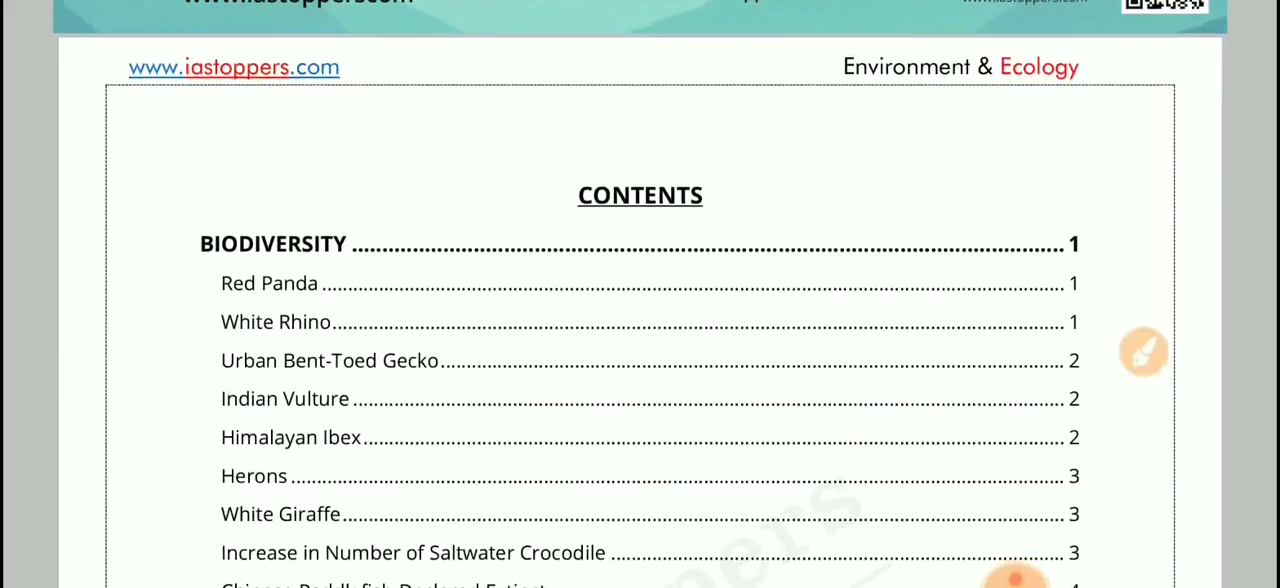 www.iastoppers.com
Environment & Ecology
CONTENTS
BIODIVERSITY ........ 1
Red Panda ........ 1
White Rhino ........ 1
Urban Bent-Toed Gecko ........ 2
Indian Vulture ........ 2
Himalayan Ibex ........ 2
Herons ........ 3
White Giraffe ........ 3
Increase in Number of Saltwater Crocodile ........ 3